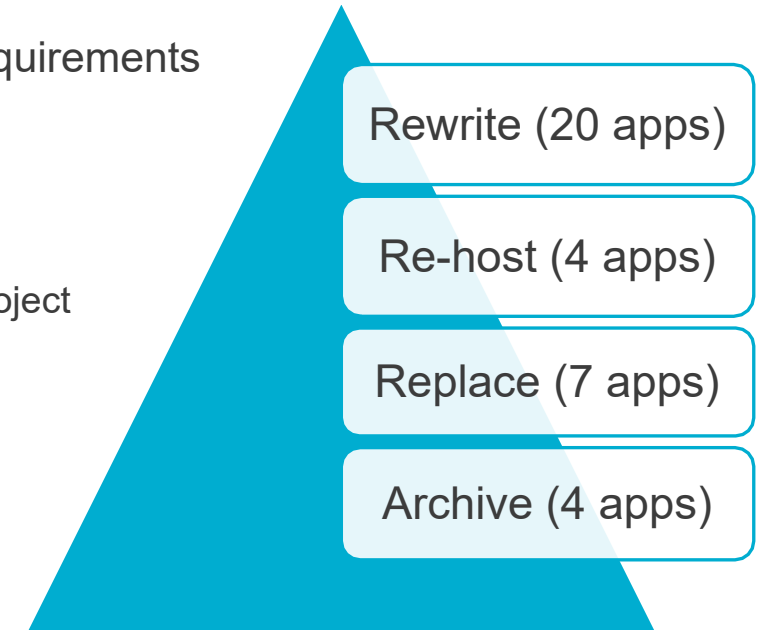 quirements
Rewrite (20 apps)
Re-host (4 apps)
oject
Replace (7 apps)
Archive (4 apps)